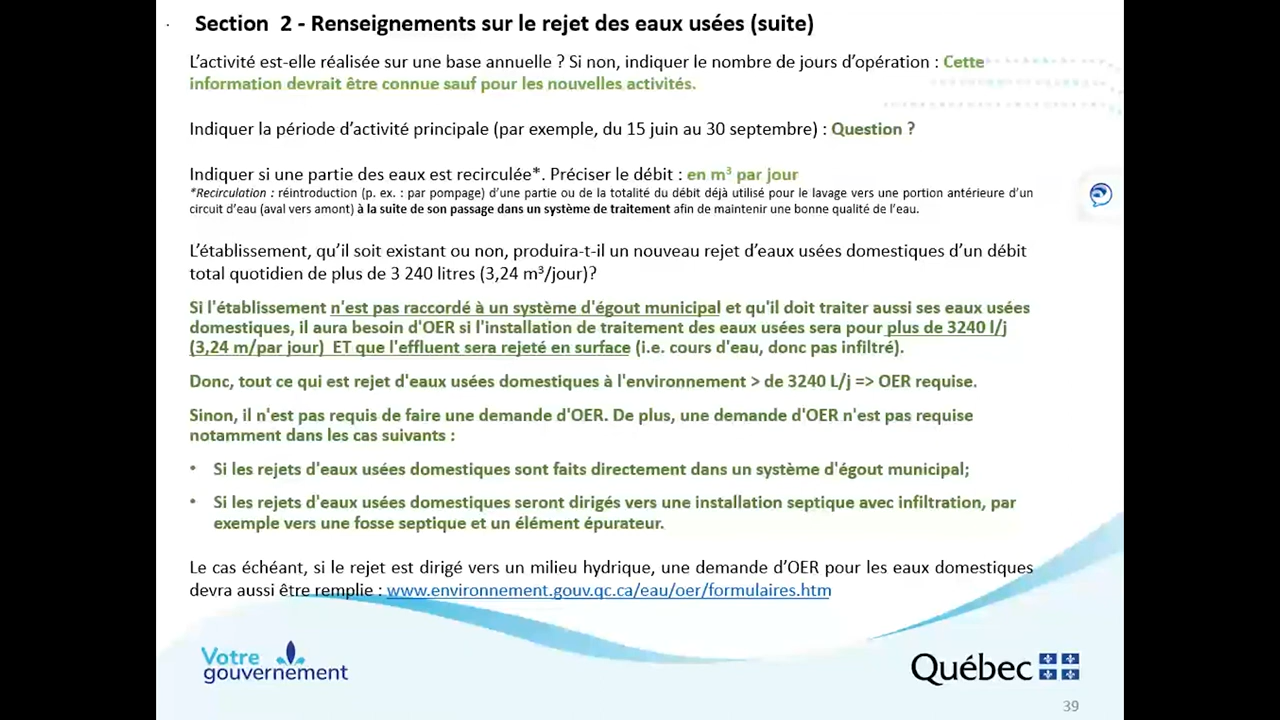 Section 2 - Renseignements sur le rejet des eaux usées (suite)
L'activité est-elle réalisée sur une base annuelle ? Si non, indiquer le nombre de jours d'opération : Cette
information devrait être connue sauf pour les nouvelles activités.
Indiquer la période d'activité principale (par exemple, du 15 juin au 30 septembre) : Question ?
Indiquer si une partie des eaux est recirculée*. Préciser le débit : en m³ par jour
*Recirculation : réintroduction (p. ex. : par pompage) d'une partie ou de la totalité du débit déjà utilisé pour le lavage vers une portion antérieure d'un
circuit d'eau (aval vers amont) à la suite de son passage dans un système de traitement afin de maintenir une bonne qualité de l'eau.
L'établissement, qu'il soit existant ou non, produira-t-il un nouveau rejet d'eaux usées domestiques d'un débit
total quotidien de plus de 3 240 litres (3,24 m³/jour)?
Si l'établissement n'est pas raccordé à un système d'égout municipal et qu'il doit traiter aussi ses eaux usées
domestiques, il aura besoin d'OER si l'installation de traitement des eaux usées sera pour plus de 3240 l/j
(3,24 m/par jour) ET que l'effluent sera rejeté en surface (i.e. cours d'eau, donc pas infiltré).
Donc, tout ce qui est rejet d'eaux usées domestiques à l'environnement > de 3240 L/j => OER requise.
Sinon, il n'est pas requis de faire une demande d'OER. De plus, une demande d'OER n'est pas requise
notamment dans les cas suivants :
• Si les rejets d'eaux usées domestiques sont faits directement dans un système d'égout municipal;
• Si les rejets d'eaux usées domestiques seront dirigés vers une installation septique avec infiltration, par
exemple vers une fosse septique et un élément épurateur.
Le cas échéant, si le rejet est dirigé vers un milieu hydrique, une demande d'OER pour les eaux domestiques
devra aussi être remplie : www.environnement.gouv.qc.ca/eau/oer/formulaires.htm
Votre
gouvernement
Québec
39